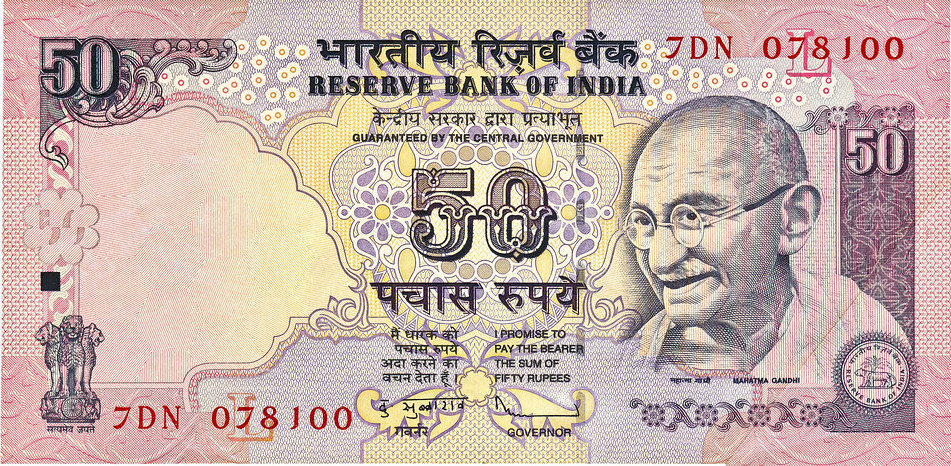 50
भारतीय रिज़र्व बैंक
RESERVE BANK OF INDIA
7DN 078100
L
केन्द्रीय सरकार द्वारा प्रत्याभूत
GUARANTEED BY THE CENTRAL GOVERNMENT
50
50
पचास रुपये
मैं धारक को
पचास रुपये
अदा करने का
वचन देता हूँ ।
I PROMISE TO
PAY THE BEARER
THE SUM OF
FIFTY RUPEES
महात्मा गांधी
MAHATMA GANDHI
भारतीय रिज़र्व बैंक
RESERVE BANK OF INDIA
सत्यमेव जयते
7DN 078100
L
गवर्नर
GOVERNOR